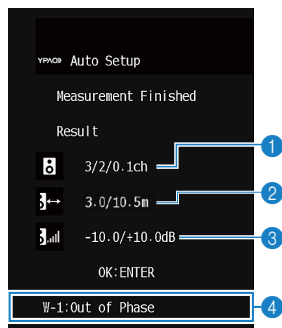 YPAO Auto Setup
Measurement Finished
Result
3/2/0.1ch
1
3.0/10.5m
2
-10.0/+10.0dB
3
OK:ENTER
W-1:Out of Phase
4